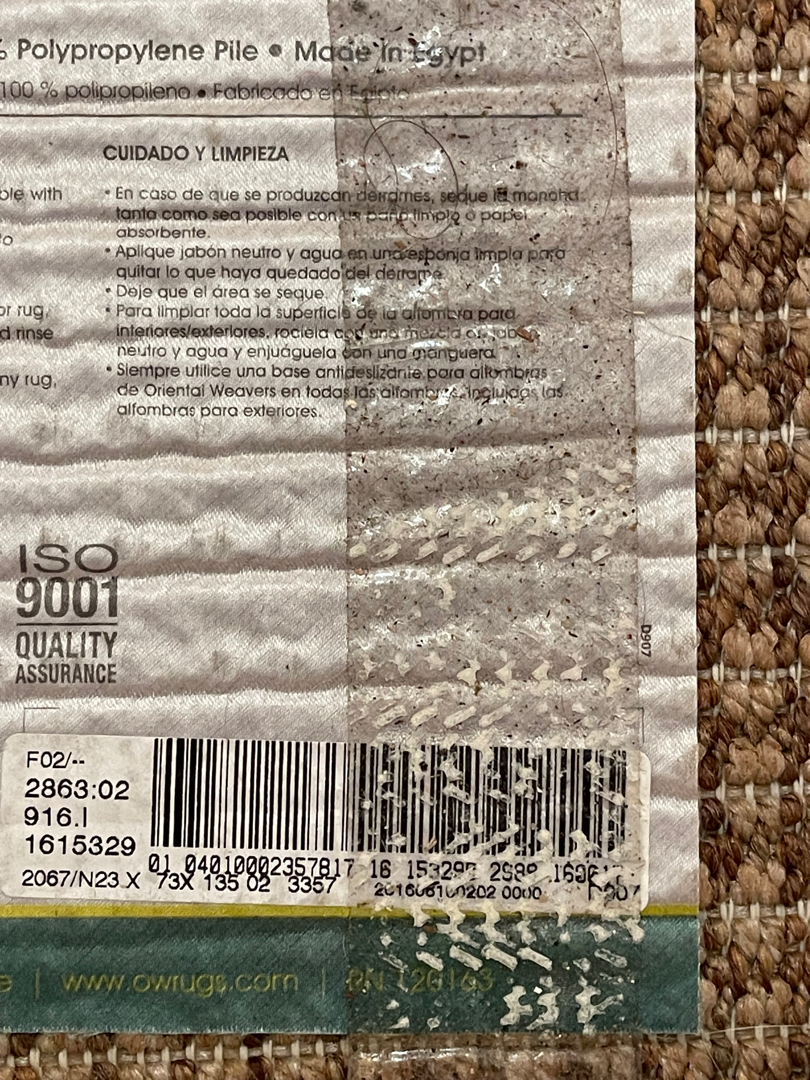 % Polypropylene Pile • Made in Egypt
100 % polipropileno • Fabricado en Egipto
CUIDADO Y LIMPIEZA
ble with
to
or rug,
d rinse
ny rug,
• En caso de que se produzcan derrames, seque la mancha
tanto como sea posible con un paño limpio o papel
absorbente.
• Aplique jabón neutro y agua en una esponja limpia para
quitar lo que haya quedado del derrame.
• Deje que el área se seque.
• Para limpiar toda la superficie de la alfombra para
interiores/exteriores, rocíela con una mezcla de jabón
neutro y agua y enjuáguela con una manguera.
• Siempre utilice una base antideslizante para alfombras
de Oriental Weavers en todas las alfombras, incluidas las
alfombras para exteriores.
ISO
9001
QUALITY
ASSURANCE
D907
F02/--
2863:02
916.I
1615329
2067/N23 X 73X 135 02 3357
01 04010002357817 16
e | www.owrugs.com | RN 120163